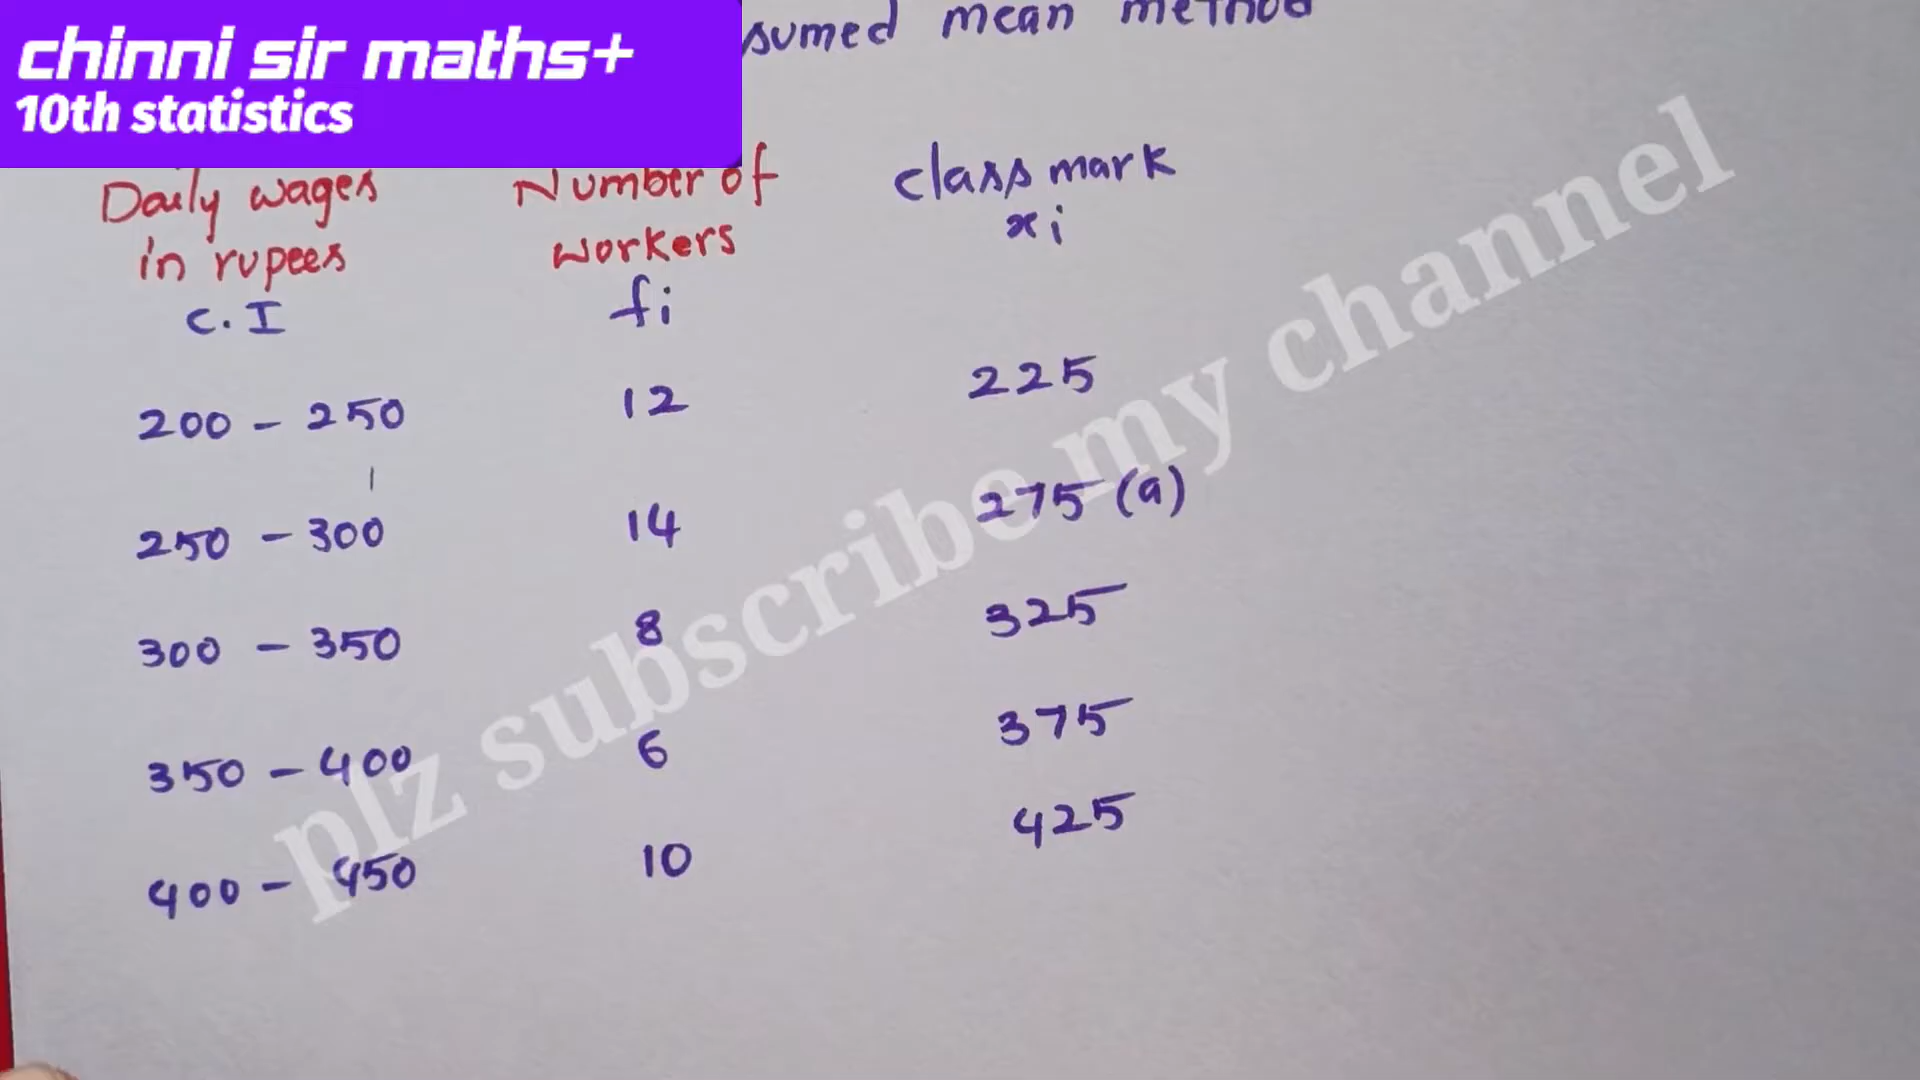 chinni sir maths+
10th statistics
mean method
Daily wages in rupees C.I
Number of workers fi
class mark xi
200 - 250 12 225
250 - 300 14 275 (a)
300 - 350 8 325
350 - 400 6 375
400 - 450 10 425
plz subscribe my channel